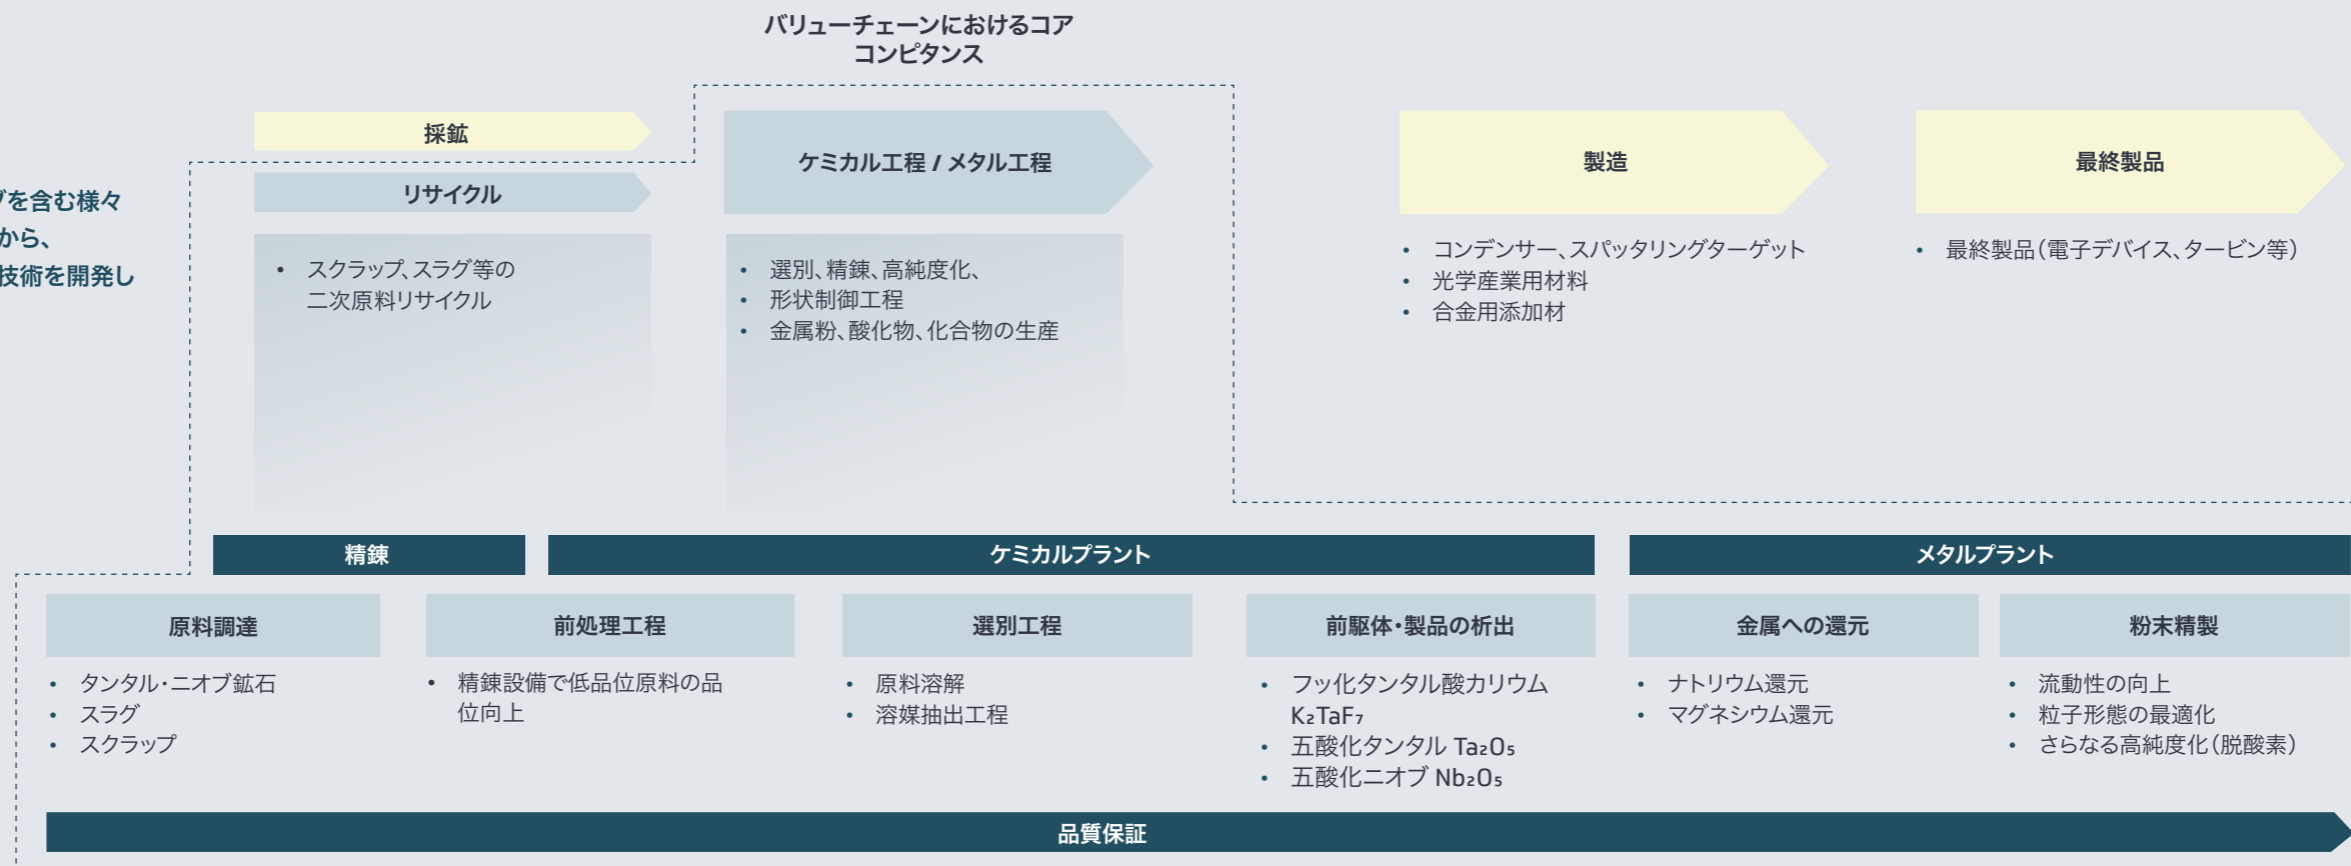 バリューチェーンにおけるコア
コンピタンス
グを含む様々
から、
技術を開発し
採鉱
リサイクル
• スクラップ、スラグ等の
二次原料リサイクル
ケミカル工程 / メタル工程
• 選別、精錬、高純度化、
• 形状制御工程
• 金属粉、酸化物、化合物の生産
製造
• コンデンサー、スパッタリングターゲット
• 光学産業用材料
• 合金用添加材
最終製品
• 最終製品（電子デバイス、タービン等）
精錬
ケミカルプラント
メタルプラント
原料調達
• タンタル・ニオブ鉱石
• スラグ
• スクラップ
前処理工程
• 精錬設備で低品位原料の品
位向上
選別工程
• 原料溶解
• 溶媒抽出工程
前駆体・製品の析出
• フッ化タンタル酸カリウム
K₂TaF₇
• 五酸化タンタル Ta₂O₅
• 五酸化ニオブ Nb₂O₅
金属への還元
• ナトリウム還元
• マグネシウム還元
粉末精製
• 流動性の向上
• 粒子形態の最適化
• さらなる高純度化（脱酸素）
品質保証